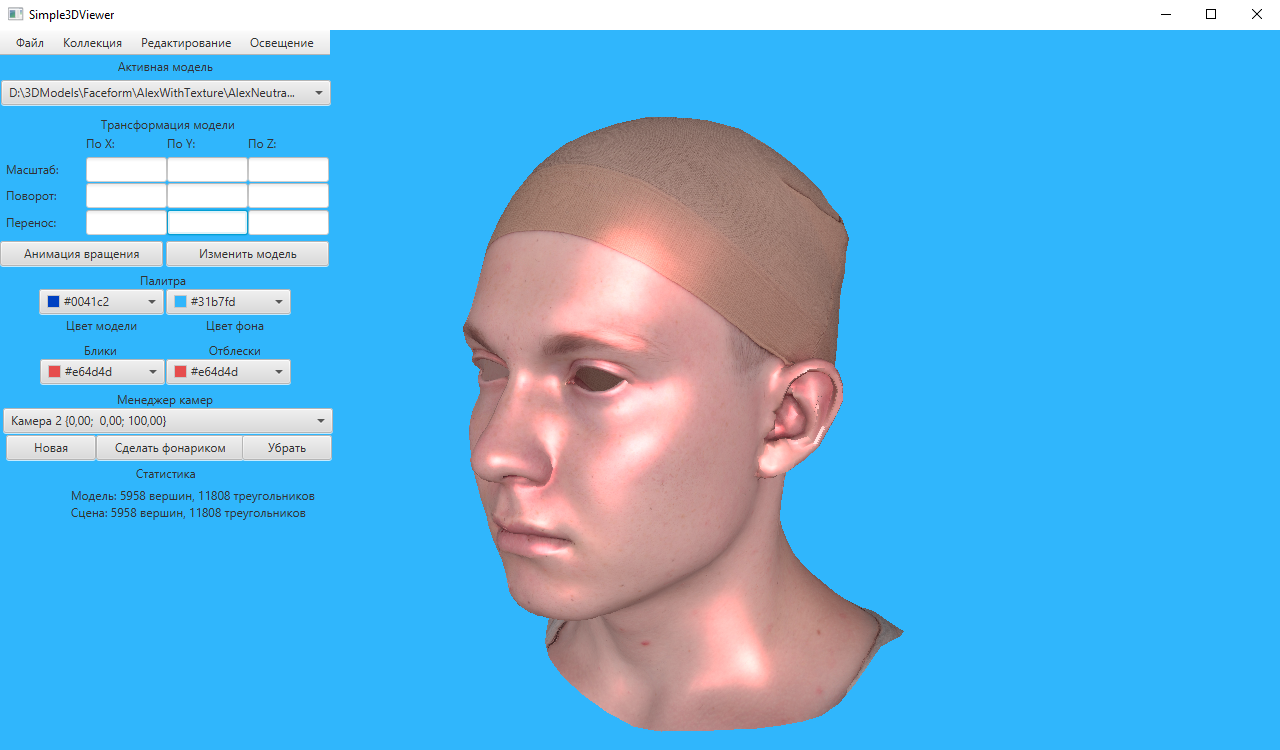 Simple3DViewer
Файл Коллекция Редактирование Освещение
Активная модель
D:\3DModels\Faceform\AlexWithTexture\AlexNeutra...
Трансформация модели
По X: По Y: По Z:
Масштаб:
Поворот:
Перенос:
Анимация вращения Изменить модель
Палитра
#0041c2 #31b7fd
Цвет модели Цвет фона
Блики Отблески
#e64d4d #e64d4d
Менеджер камер
Камера 2 {0,00; 0,00; 100,00}
Новая Сделать фонариком Убрать
Статистика
Модель: 5958 вершин, 11808 треугольников
Сцена: 5958 вершин, 11808 треугольников